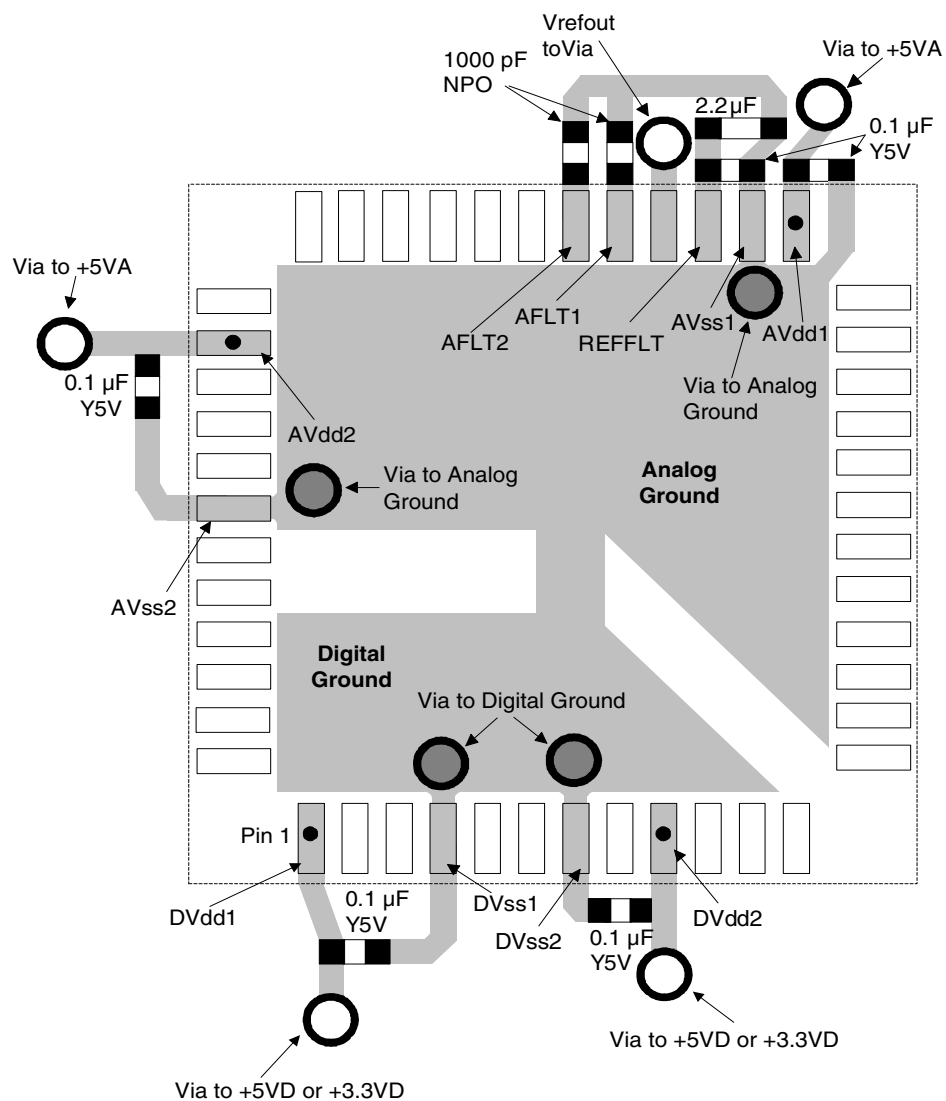 Vrefout
toVia
Via to +5VA
1000 pF
NPO
2.2µF
0.1 µF
Y5V
Via to +5VA
AFLT2
AFLT1
REFFLT
AVss1
AVdd1
0.1 µF
Y5V
Via to Analog
Ground
AVdd2
Via to Analog
Ground
Analog
Ground
AVss2
Digital
Ground
Via to Digital Ground
Pin 1
DVdd1
0.1 µF
Y5V
DVss1
DVss2
0.1 µF
Y5V
DVdd2
Via to +5VD or +3.3VD
Via to +5VD or +3.3VD